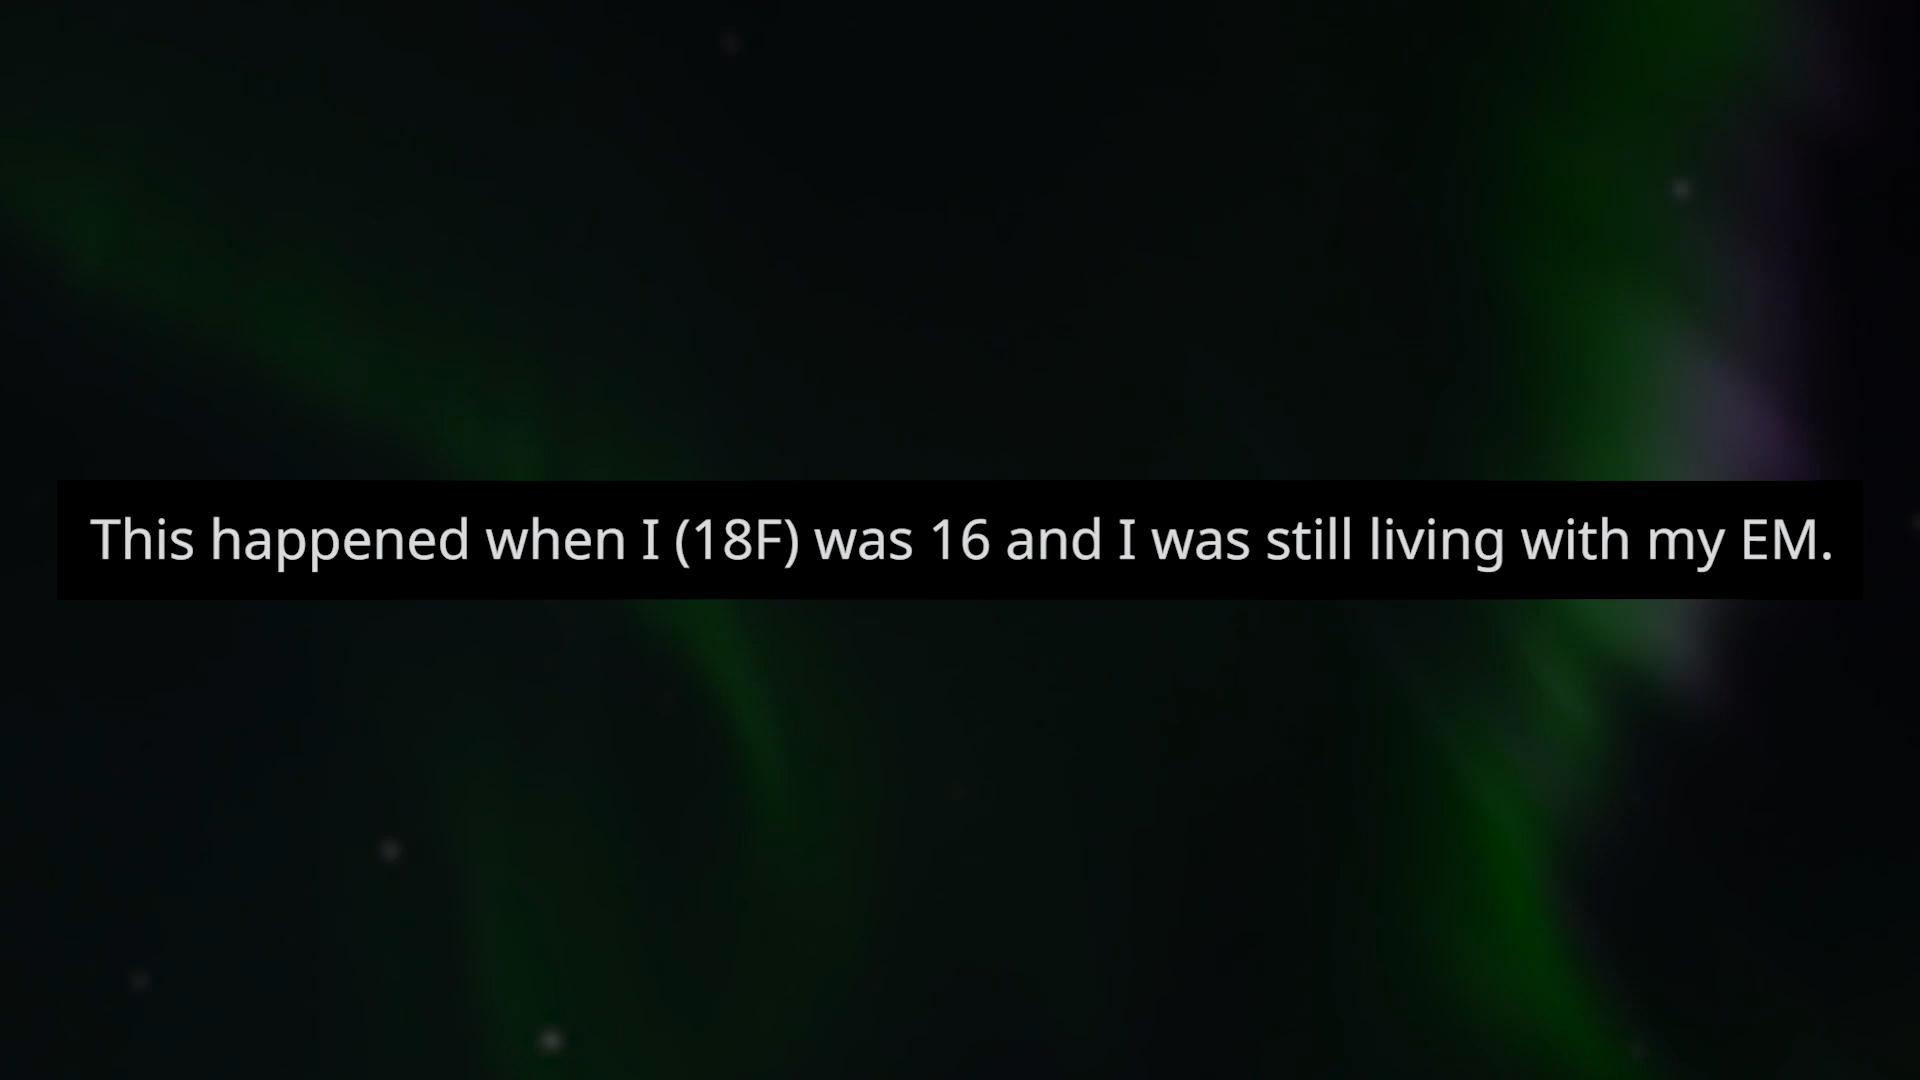 This happened when I (18F) was 16 and I was still living with my EM.